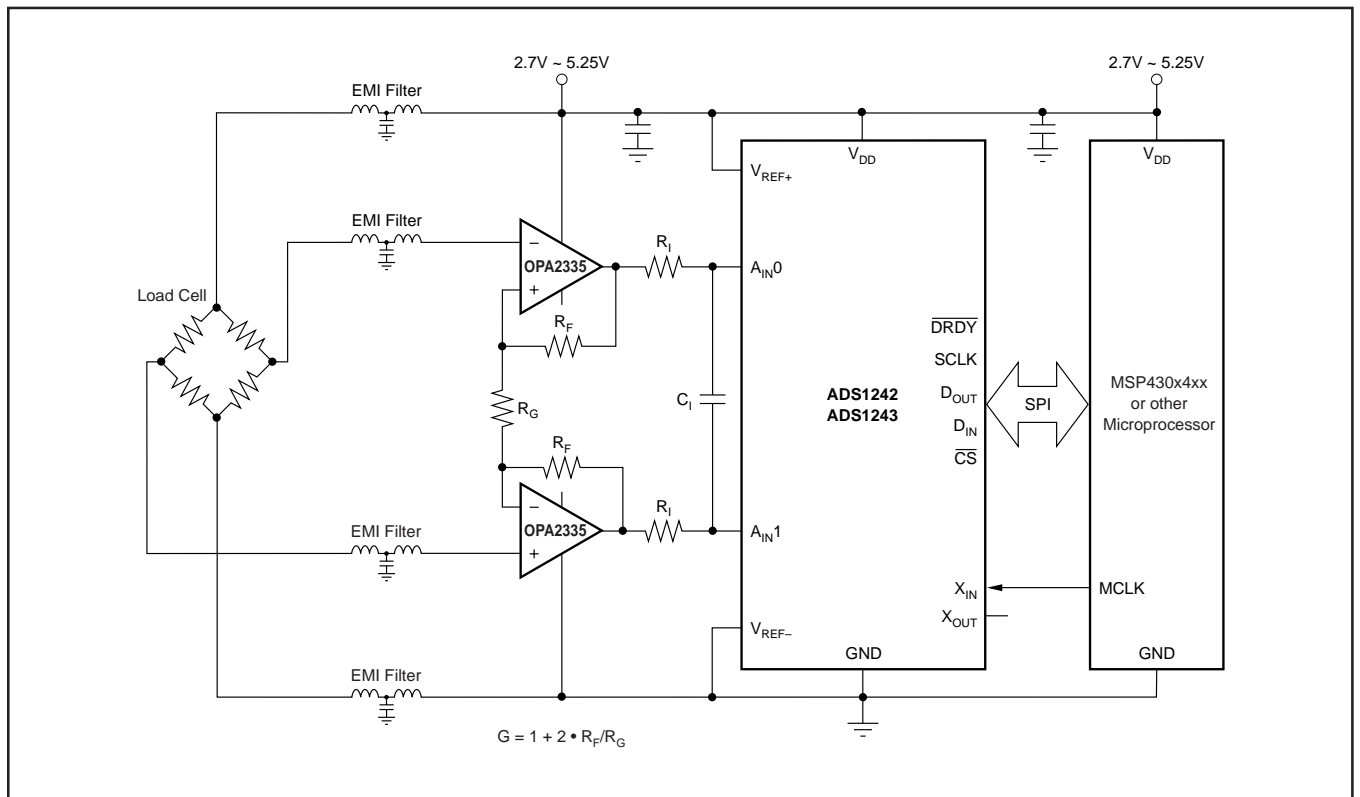 2.7V ~ 5.25V
2.7V ~ 5.25V
EMI Filter
V_DD
V_DD
V_REF+
EMI Filter
−
OPA2335
+
R_I
A_IN0
Load Cell
R_F
DRDY
SCLK
D_OUT
D_IN
CS
ADS1242
ADS1243
SPI
MSP430x4xx
or other
Microprocessor
R_G
C_I
R_F
−
OPA2335
+
R_I
A_IN1
EMI Filter
X_IN
MCLK
X_OUT
V_REF−
GND
GND
EMI Filter
G = 1 + 2 • R_F/R_G